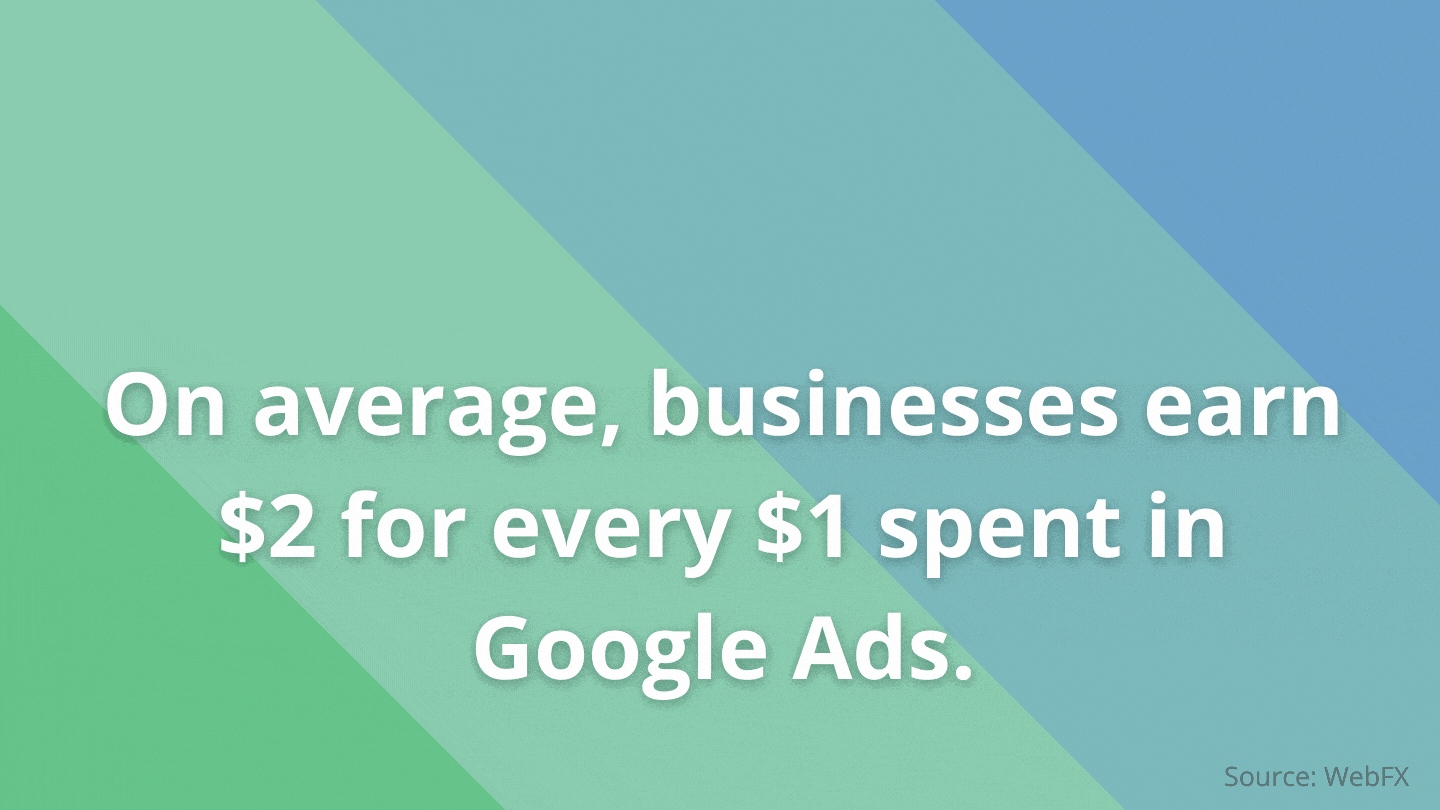 On average, businesses earn
$2 for every $1 spent in
Google Ads.
Source: WebFX